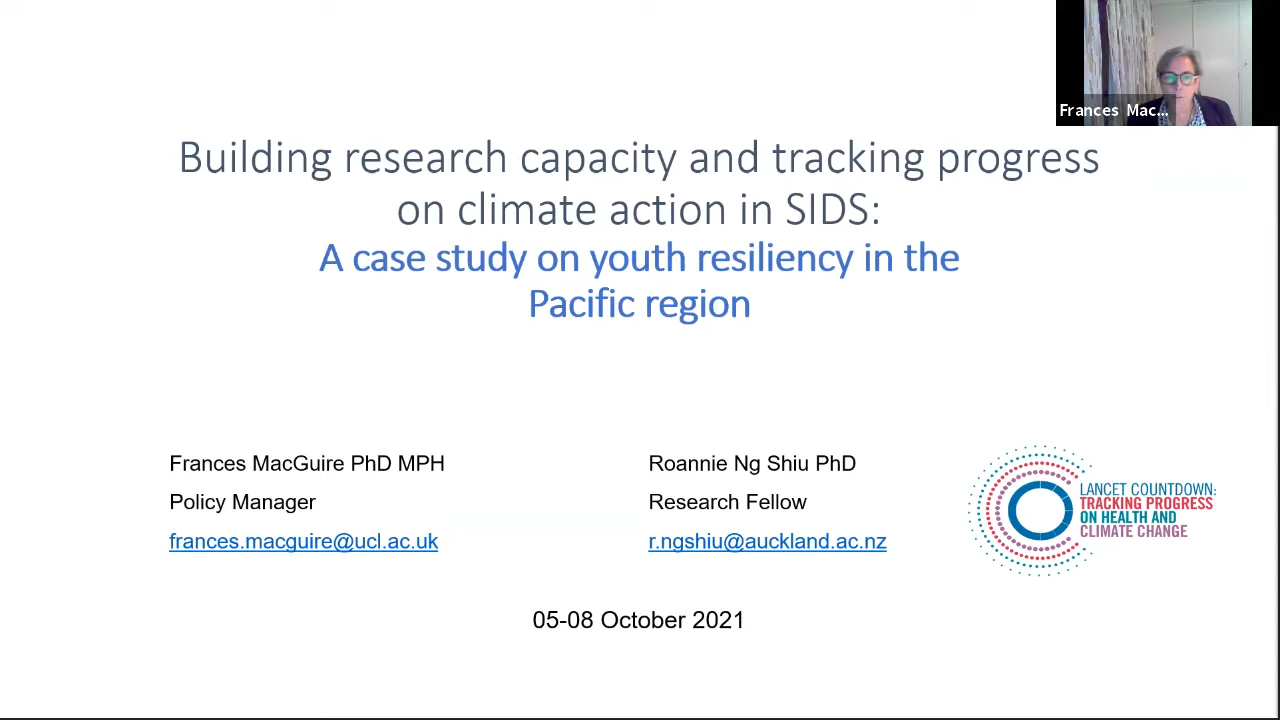 Frances Mac...
Building research capacity and tracking progress
on climate action in SIDS:
A case study on youth resiliency in the
Pacific region
Frances MacGuire PhD MPH
Policy Manager
frances.macguire@ucl.ac.uk
Roannie Ng Shiu PhD
Research Fellow
r.ngshiu@auckland.ac.nz
LANCET COUNTDOWN:
TRACKING PROGRESS
ON HEALTH AND
CLIMATE CHANGE
05-08 October 2021